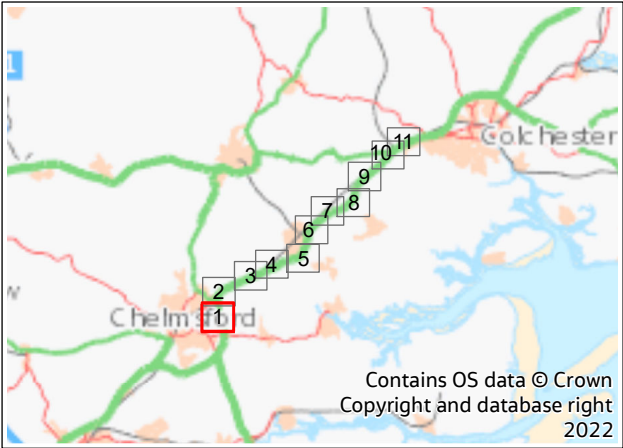 1
Colchester
11
10
9
8
7
6
5
4
3
2
Chelmsford
1
w
Contains OS data © Crown
Copyright and database right
2022